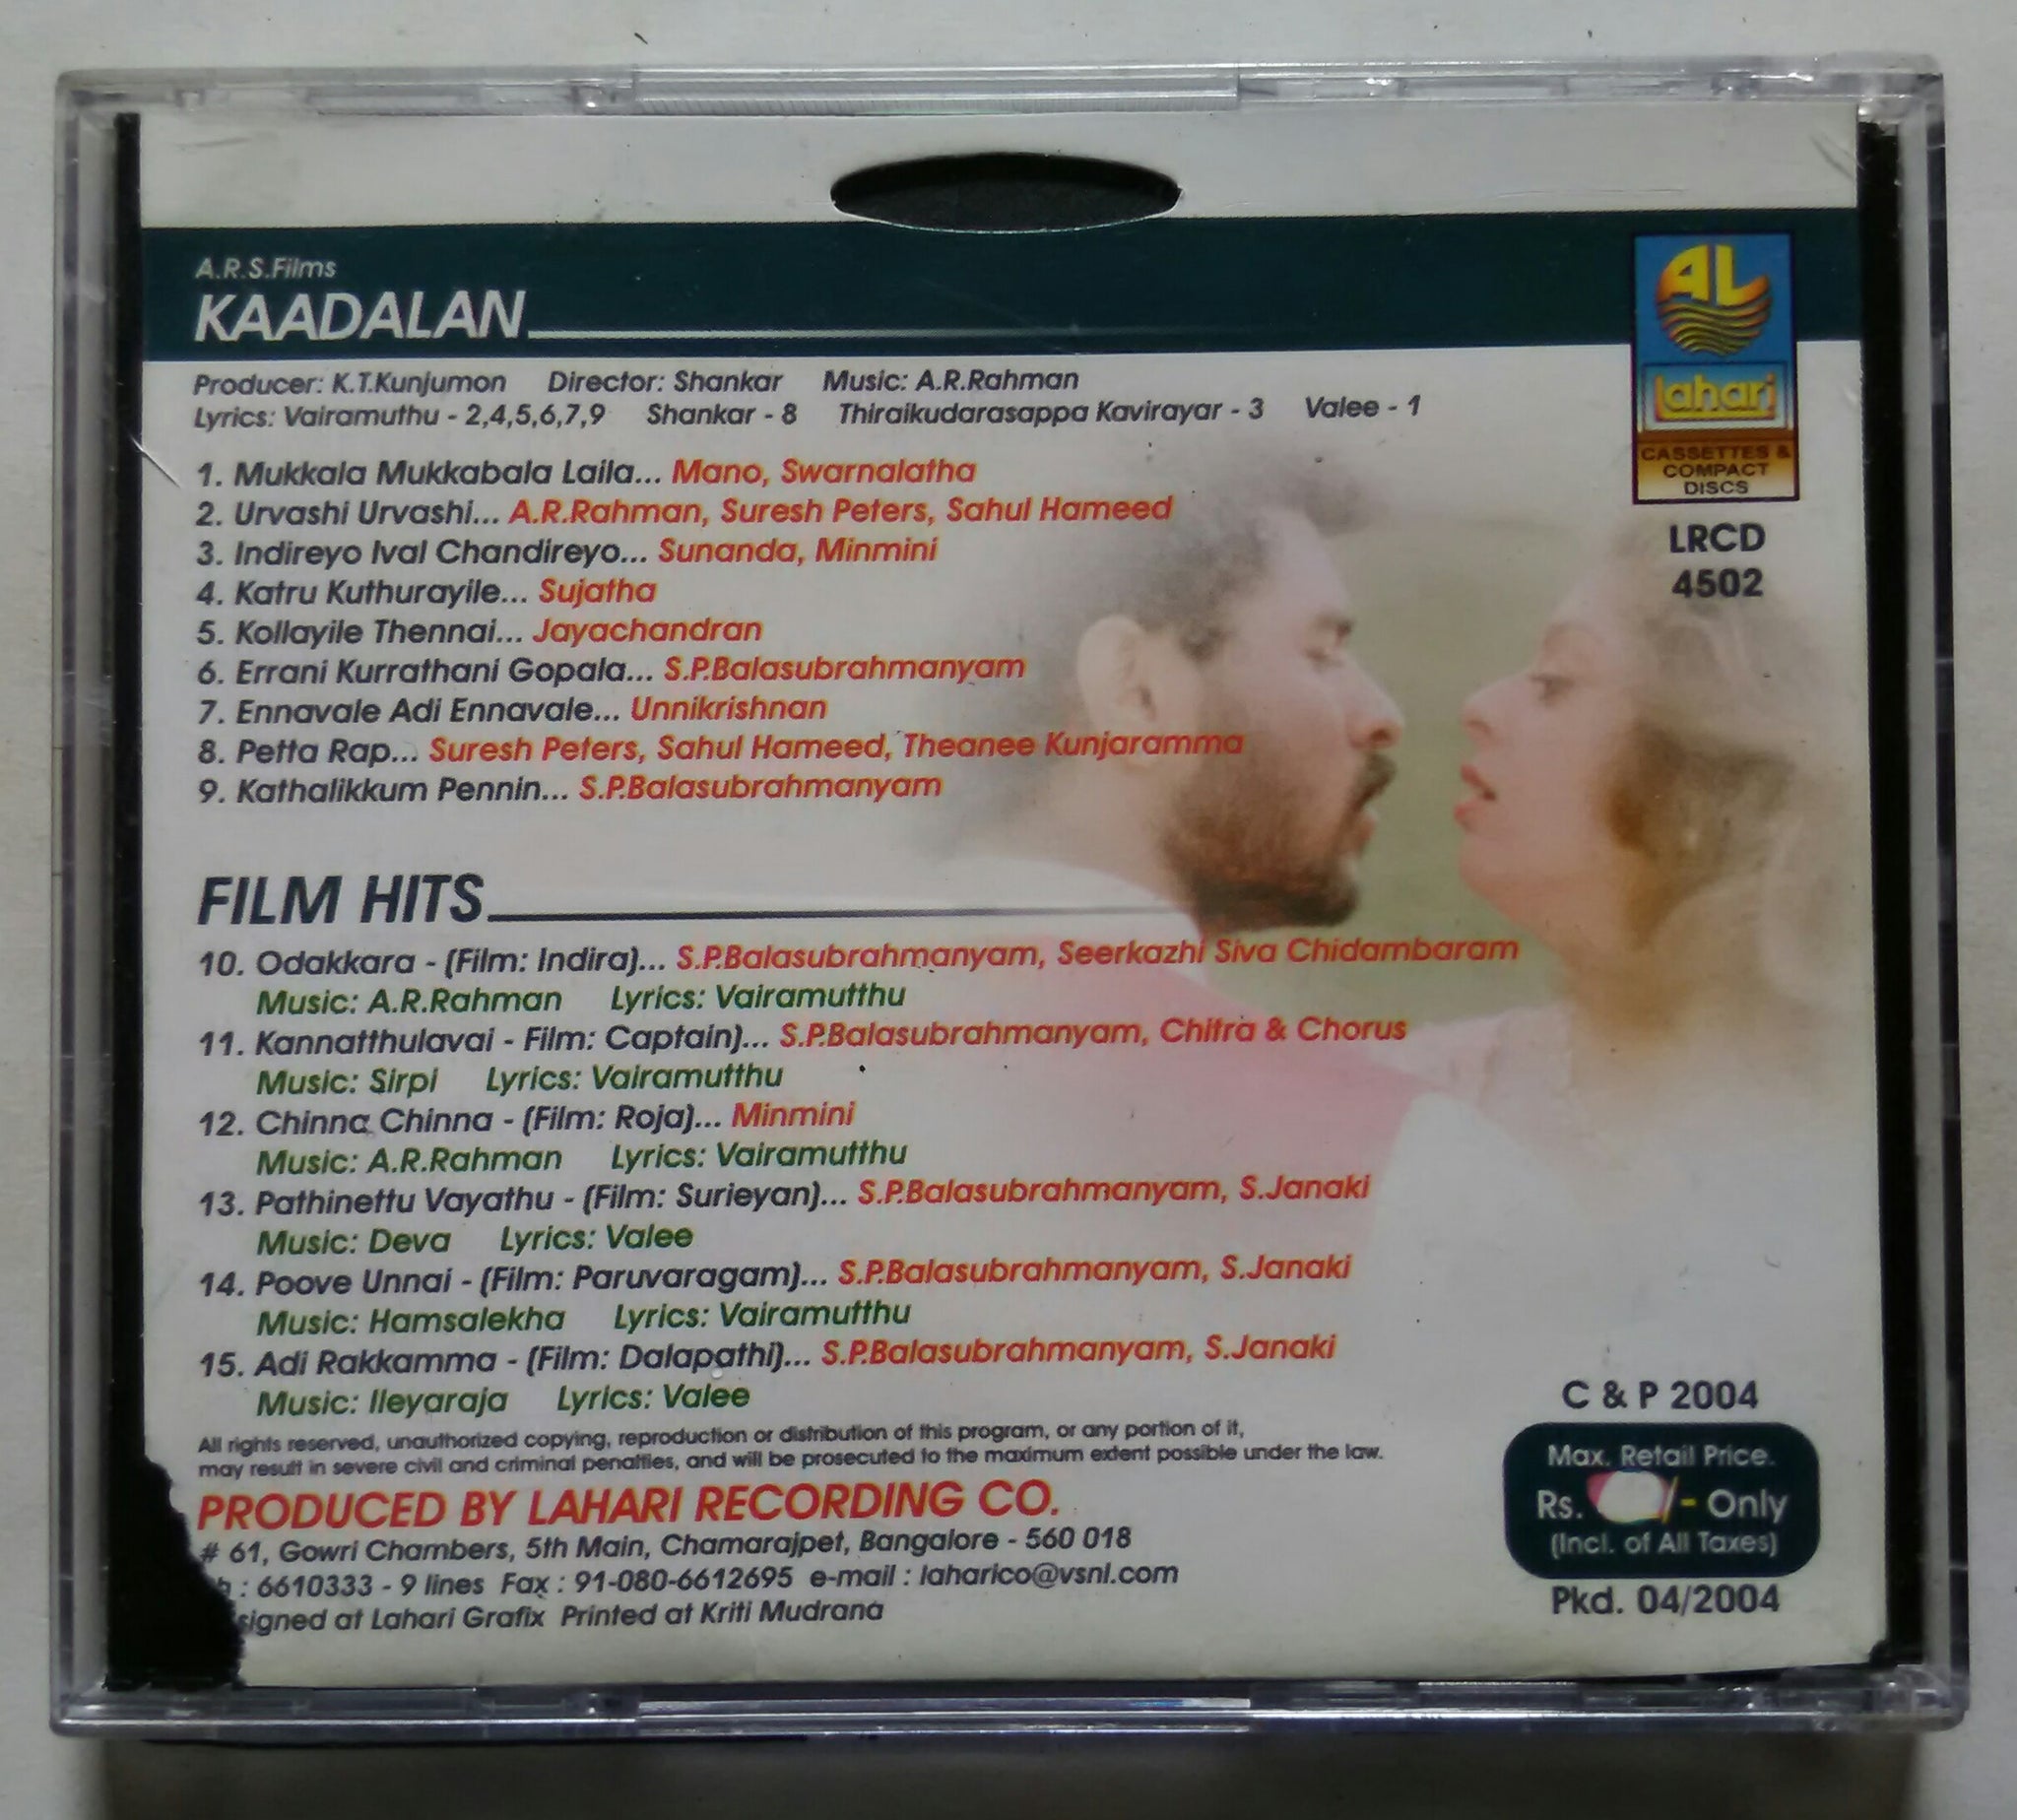 A.R.S.Films
KAADALAN
Producer: K.T.Kunjumon Director: Shankar Music: A.R.Rahman
Lyrics: Vairamuthu - 2,4,5,6,7,9 Shankar - 8 Thiraikudarasappa Kavirayar - 3 Valee - 1
1. Mukkala Mukkabala Laila... Mano, Swarnalatha
2. Urvashi Urvashi... A.R.Rahman, Suresh Peters, Sahul Hameed
3. Indireyo Ival Chandireyo... Sunanda, Minmini
4. Katru Kuthurayile... Sujatha
5. Kollayile Thennai... Jayachandran
6. Errani Kurrathani Gopala... S.P.Balasubrahmanyam
7. Ennavale Adi Ennavale... Unnikrishnan
8. Petta Rap... Suresh Peters, Sahul Hameed, Theanee Kunjaramma
9. Kathalikkum Pennin... S.P.Balasubrahmanyam
AL
lahari
CASSETTES &
COMPACT
DISCS
LRCD
4502
FILM HITS
10. Odakkara - (Film: Indira)... S.P.Balasubrahmanyam, Seerkazhi Siva Chidambaram
Music: A.R.Rahman Lyrics: Vairamutthu
11. Kannatthulavai - Film: Captain)... S.P.Balasubrahmanyam, Chitra & Chorus
Music: Sirpi Lyrics: Vairamutthu
12. Chinna Chinna - (Film: Roja)... Minmini
Music: A.R.Rahman Lyrics: Vairamutthu
13. Pathinettu Vayathu - (Film: Surieyan)... S.P.Balasubrahmanyam, S.Janaki
Music: Deva Lyrics: Valee
14. Poove Unnai - (Film: Paruvaragam)... S.P.Balasubrahmanyam, S.Janaki
Music: Hamsalekha Lyrics: Vairamutthu
15. Adi Rakkamma - (Film: Dalapathi)... S.P.Balasubrahmanyam, S.Janaki
Music: Ileyaraja Lyrics: Valee
All rights reserved, unauthorized copying, reproduction or distribution of this program, or any portion of it,
may result in severe civil and criminal penalties, and will be prosecuted to the maximum extent possible under the law.
PRODUCED BY LAHARI RECORDING CO.
# 61, Gowri Chambers, 5th Main, Chamarajpet, Bangalore - 560 018
: 6610333 - 9 lines Fax : 91-080-6612695 e-mail : laharico@vsnl.com
signed at Lahari Grafix Printed at Kriti Mudrana
C & P 2004
Max. Retail Price.
Rs. /- Only
(Incl. of All Taxes)
Pkd. 04/2004